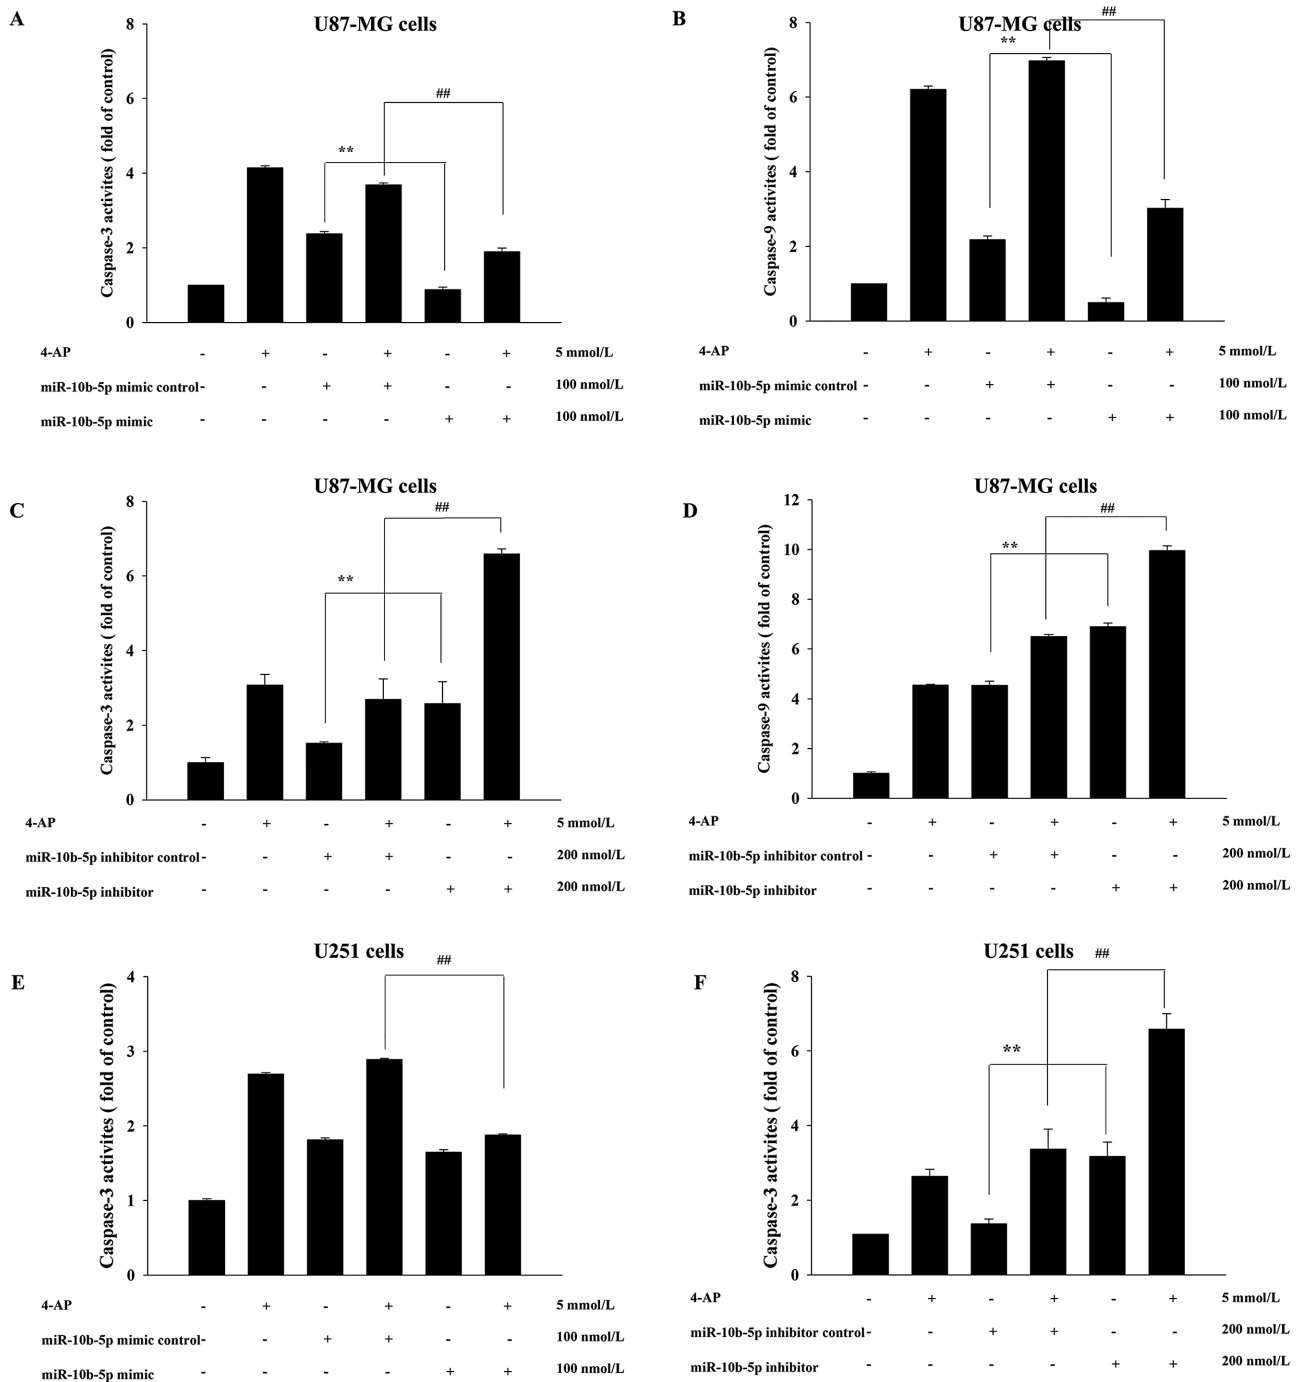 A
U87-MG cells
Caspase-3 activites ( fold of control)
8
6
4
2
0
**
##
4-AP - + - + - + 5 mmol/L
miR-10b-5p mimic control - - + + - - 100 nmol/L
miR-10b-5p mimic - - - - + + 100 nmol/L
B
U87-MG cells
Caspase-9 activites ( fold of control)
8
6
4
2
0
**
##
4-AP - + - + - + 5 mmol/L
miR-10b-5p mimic control - - + + - - 100 nmol/L
miR-10b-5p mimic - - - - + + 100 nmol/L
C
U87-MG cells
Caspase-3 activites ( fold of control)
8
6
4
2
0
**
##
4-AP - + - + - + 5 mmol/L
miR-10b-5p inhibitor control - - + + - - 200 nmol/L
miR-10b-5p inhibitor - - - - + + 200 nmol/L
D
U87-MG cells
Caspase-9 activites ( fold of control)
12
10
8
6
4
2
0
**
##
4-AP - + - + - + 5 mmol/L
miR-10b-5p inhibitor control - - + + - - 200 nmol/L
miR-10b-5p inhibitor - - - - + + 200 nmol/L
E
U251 cells
Caspase-3 activites ( fold of control)
4
3
2
1
0
##
4-AP - + - + - + 5 mmol/L
miR-10b-5p mimic control - - + + - - 100 nmol/L
miR-10b-5p mimic - - - - + + 100 nmol/L
F
U251 cells
Caspase-3 activites ( fold of control)
8
6
4
2
0
**
##
4-AP - + - + - + 5 mmol/L
miR-10b-5p inhibitor control - - + + - - 200 nmol/L
miR-10b-5p inhibitor - - - - + + 200 nmol/L